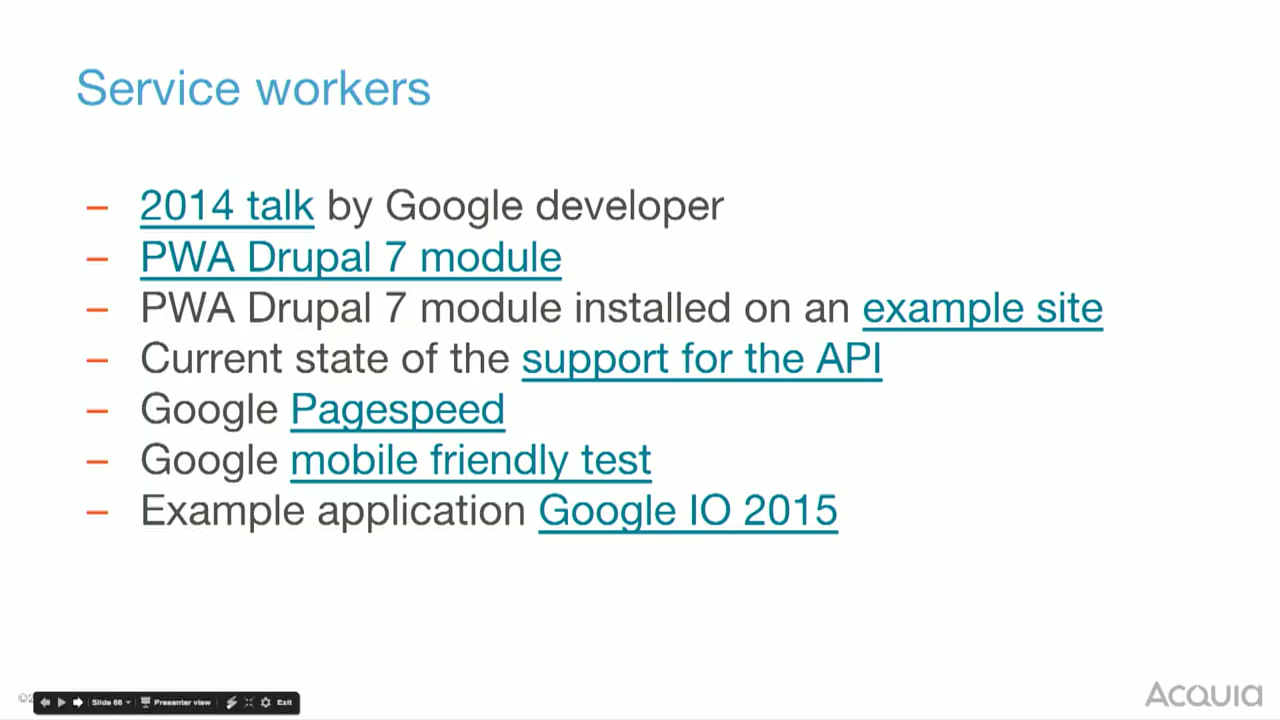 Service workers
– 2014 talk by Google developer
– PWA Drupal 7 module
– PWA Drupal 7 module installed on an example site
– Current state of the support for the API
– Google Pagespeed
– Google mobile friendly test
– Example application Google IO 2015
Slide 66 Presenter view Exit
Acquia